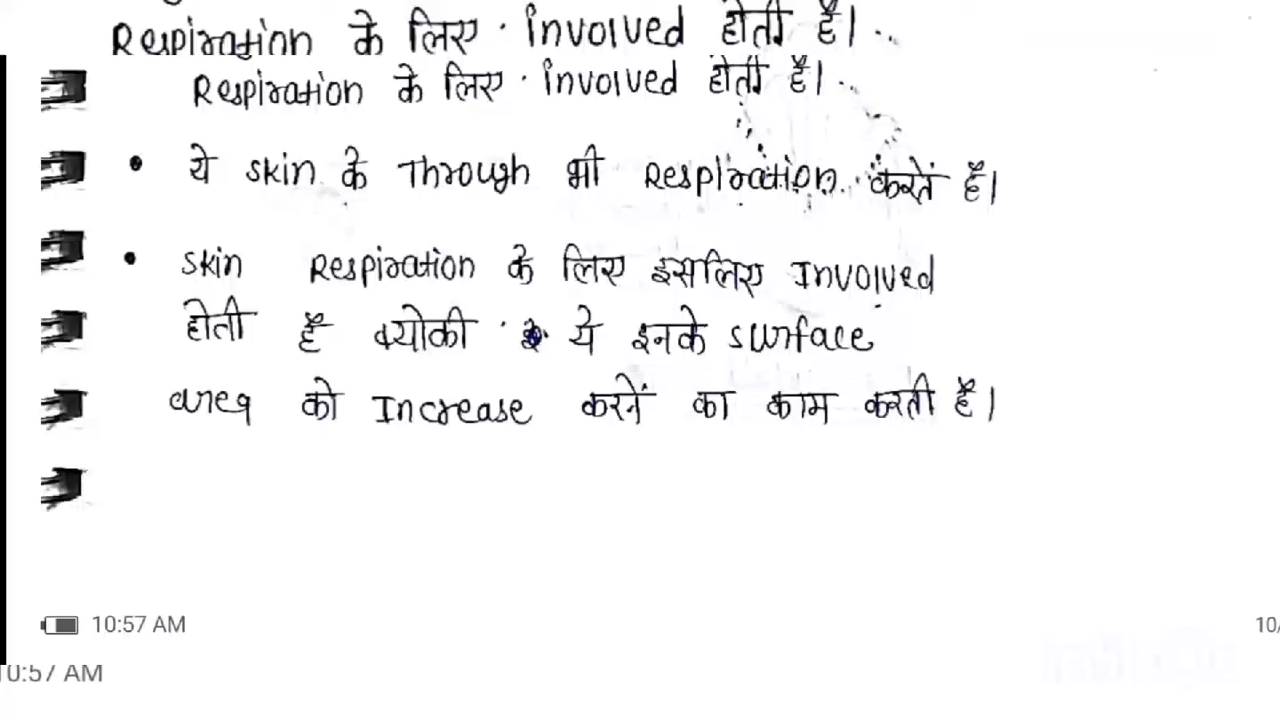 Respiration के लिए involved होती हैं।
Respiration के लिए involved होती हैं।
• ये skin के Through भी Respiration करतें हैं।
• skin Respiration के लिए इसलिए Involved
होती हैं क्योकी ये इनके surface
area को Increase करनें का काम करती हैं।
10:57 AM
10/
0:57 AM